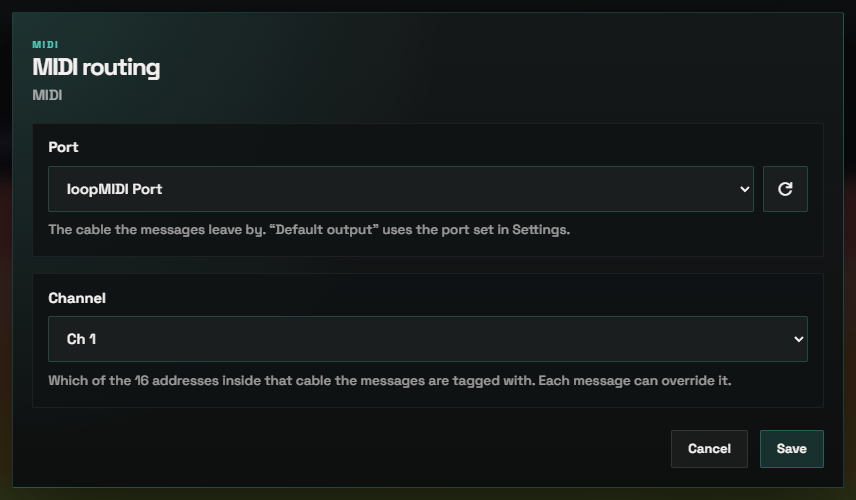 MIDI
MIDI routing
MIDI
Port
loopMIDI Port
The cable the messages leave by. “Default output” uses the port set in Settings.
Channel
Ch 1
Which of the 16 addresses inside that cable the messages are tagged with. Each message can override it.
Cancel
Save